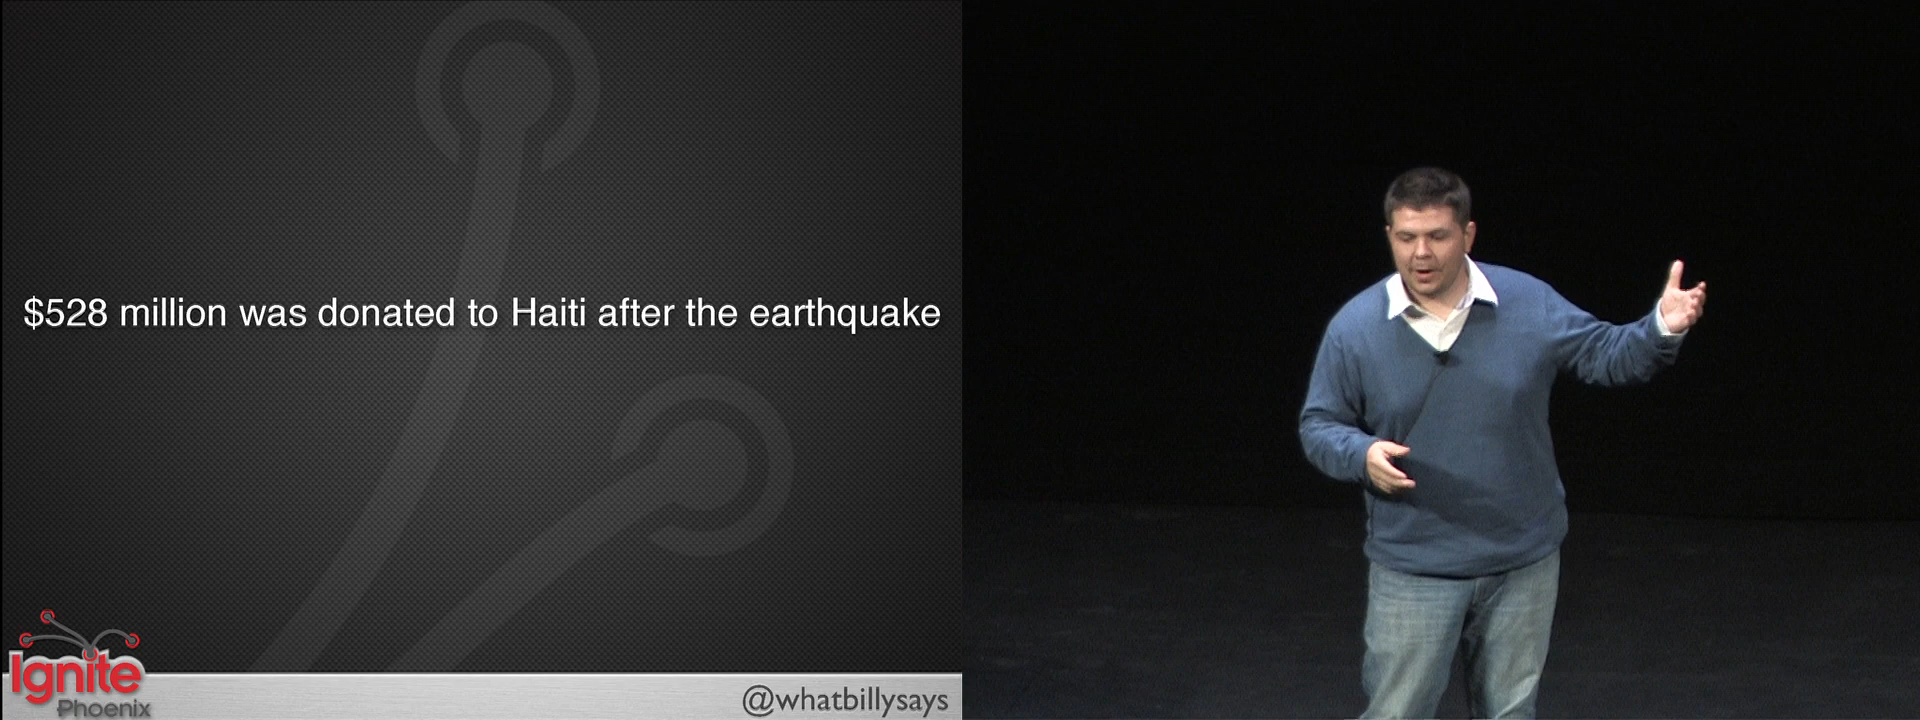 $528 million was donated to Haiti after the earthquake
Ignite
Phoenix
@whatbillysays